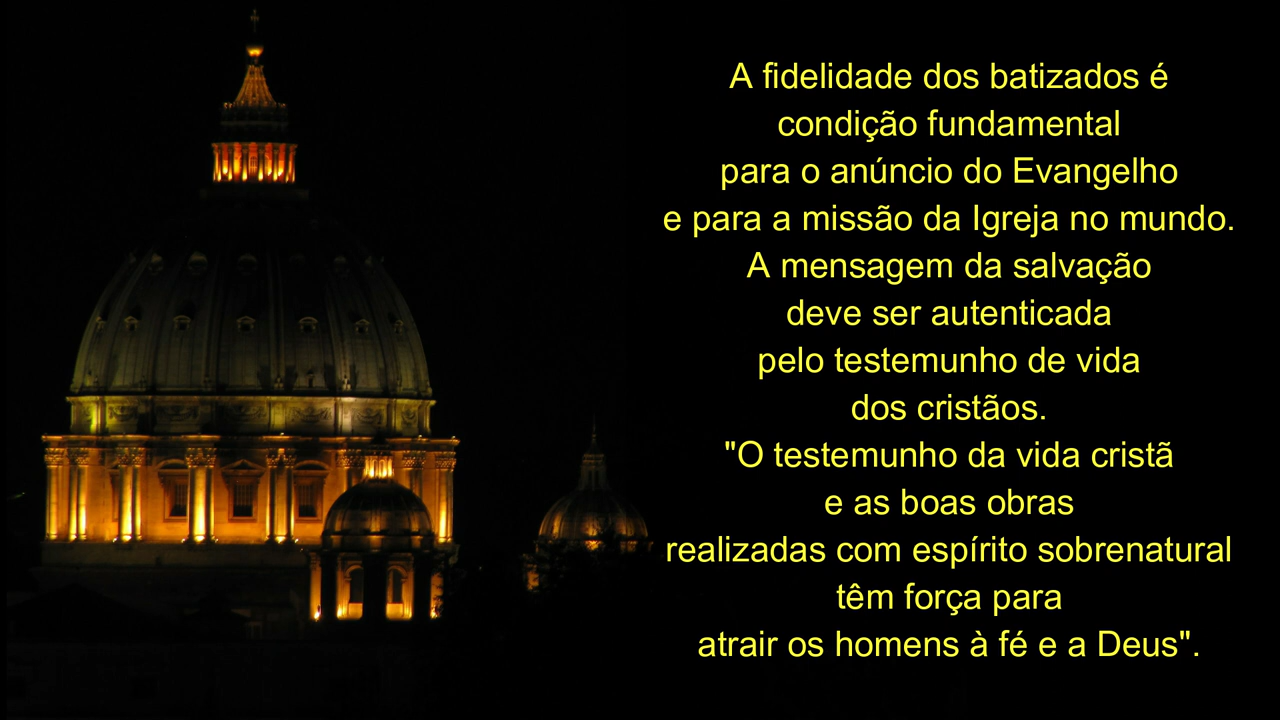 A fidelidade dos batizados é
condição fundamental
para o anúncio do Evangelho
e para a missão da Igreja no mundo.
A mensagem da salvação
deve ser autenticada
pelo testemunho de vida
dos cristãos.
"O testemunho da vida cristã
e as boas obras
realizadas com espírito sobrenatural
têm força para
atrair os homens à fé e a Deus".